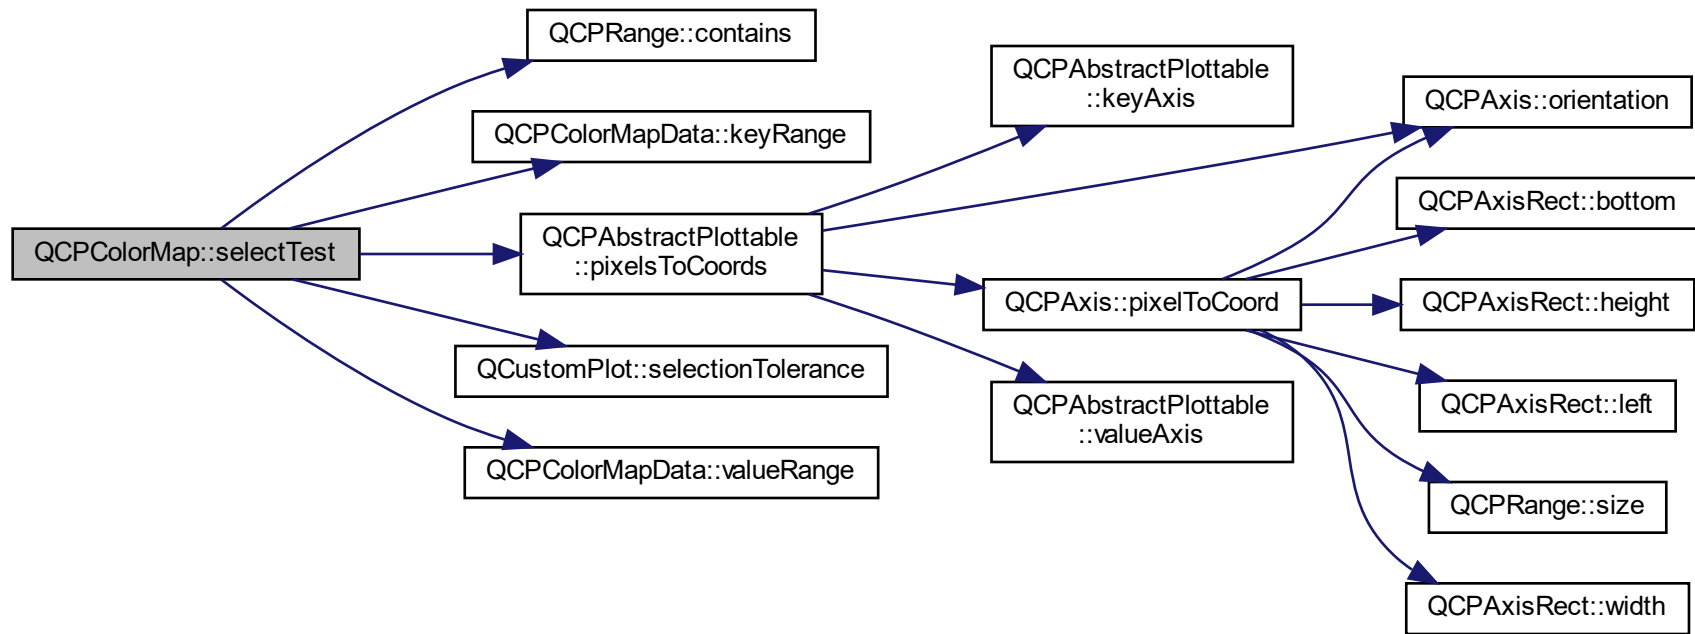 QCPColorMap::selectTest
QCPRange::contains
QCPColorMapData::keyRange
QCPAbstractPlottable
::pixelsToCoords
QCustomPlot::selectionTolerance
QCPColorMapData::valueRange
QCPAbstractPlottable
::keyAxis
QCPAxis::pixelToCoord
QCPAbstractPlottable
::valueAxis
QCPAxis::orientation
QCPAxisRect::bottom
QCPAxisRect::height
QCPAxisRect::left
QCPRange::size
QCPAxisRect::width